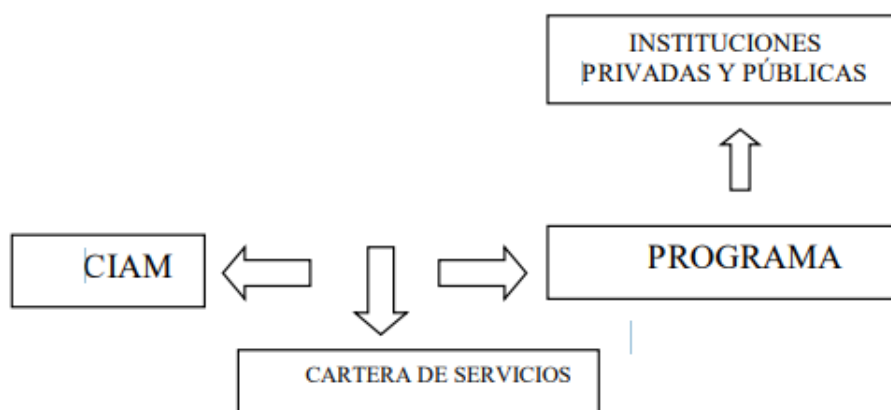 INSTITUCIONES
PRIVADAS Y PÚBLICAS
CIAM
PROGRAMA
CARTERA DE SERVICIOS